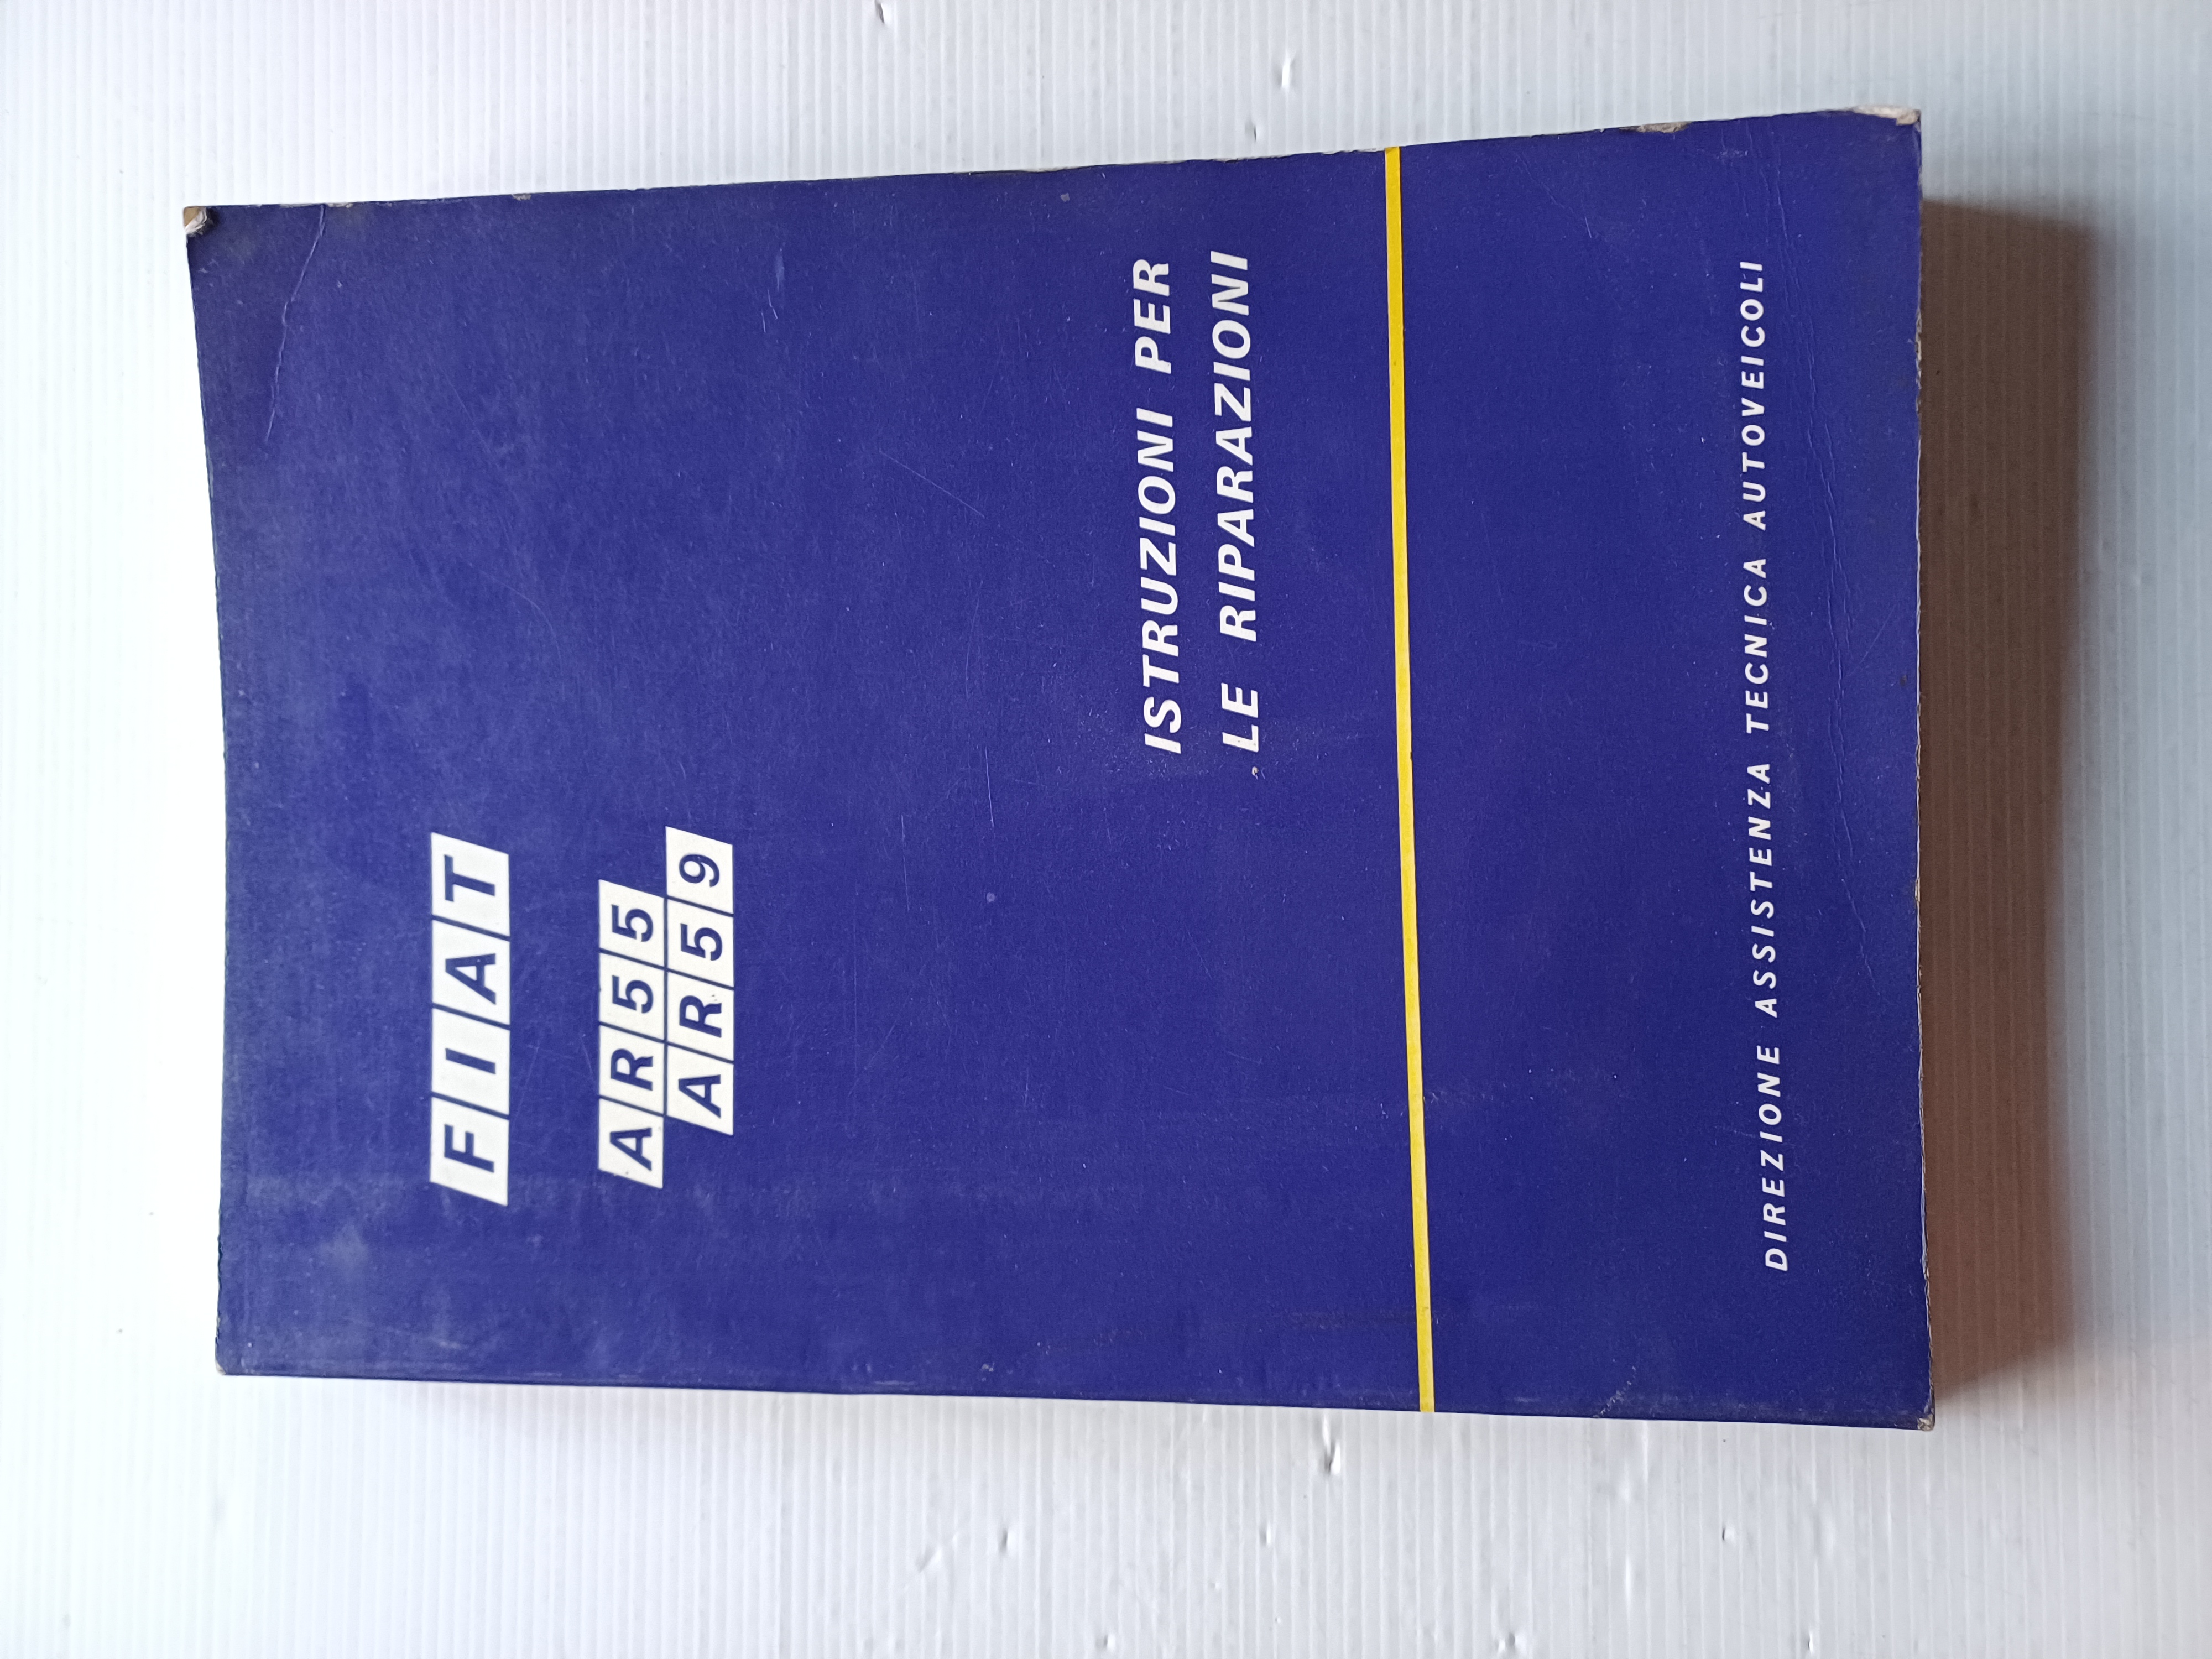 FIAT
AR55
AR59
ISTRUZIONI PER
LE RIPARAZIONI
DIREZIONE ASSISTENZA TECNICA AUTOVEICOLI